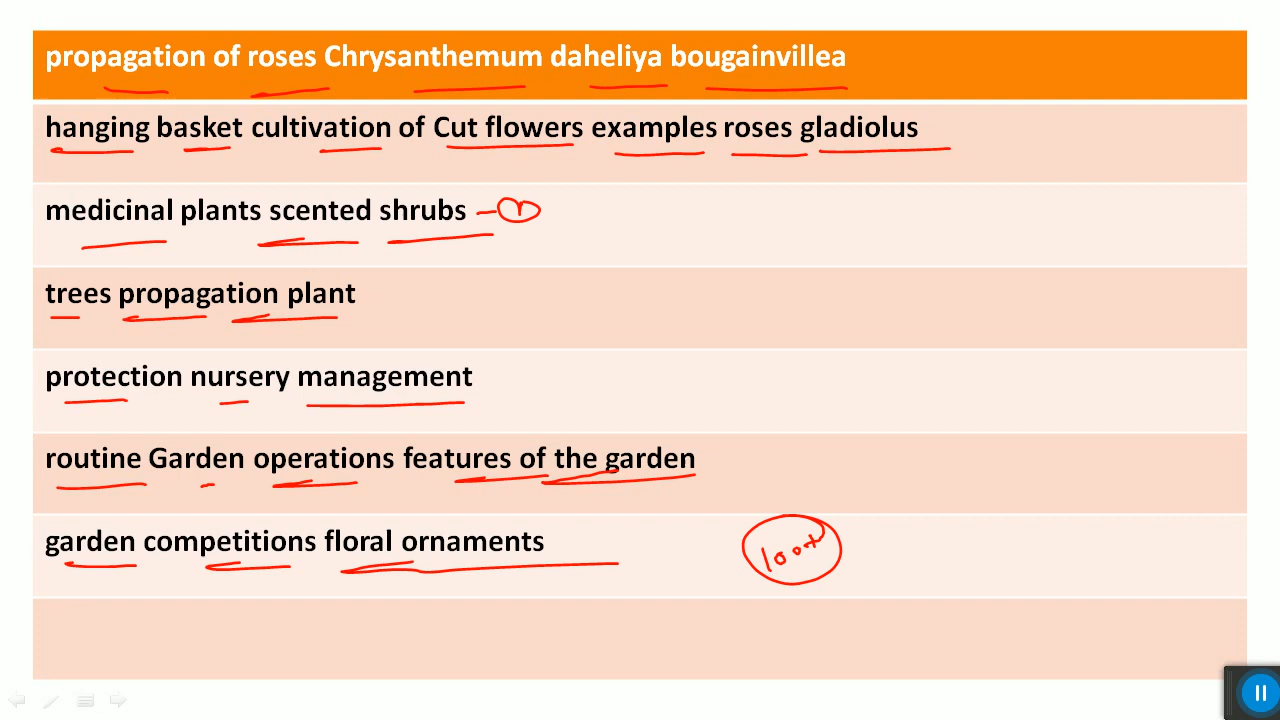 propagation of roses Chrysanthemum daheliya bougainvillea
hanging basket cultivation of Cut flowers examples roses gladiolus
medicinal plants scented shrubs
trees propagation plant
protection nursery management
routine Garden operations features of the garden
garden competitions floral ornaments